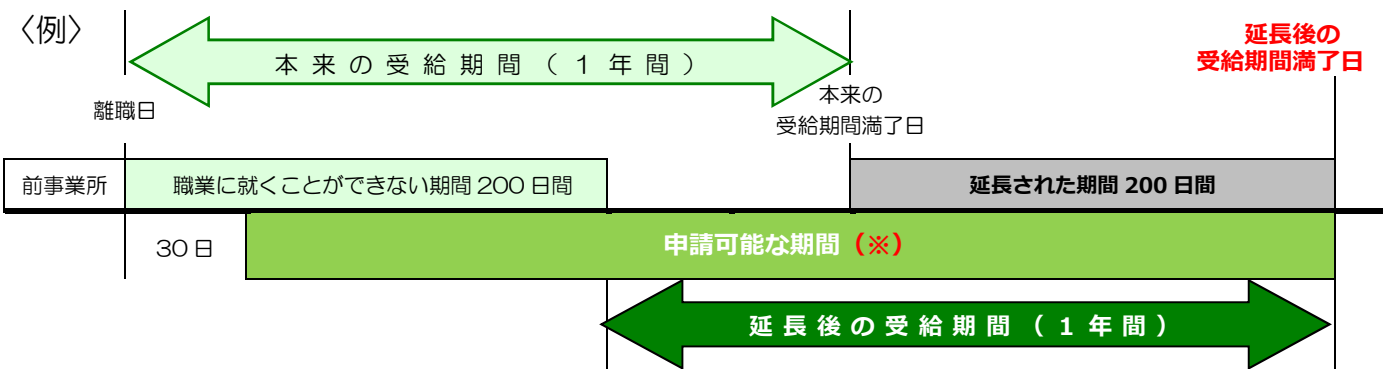 〈例〉
本来の受給期間（1年間）
延長後の
受給期間満了日
離職日
本来の
受給期間満了日
前事業所
職業に就くことができない期間 200 日間
延長された期間 200 日間
30 日
申請可能な期間（※）
延長後の受給期間（1年間）